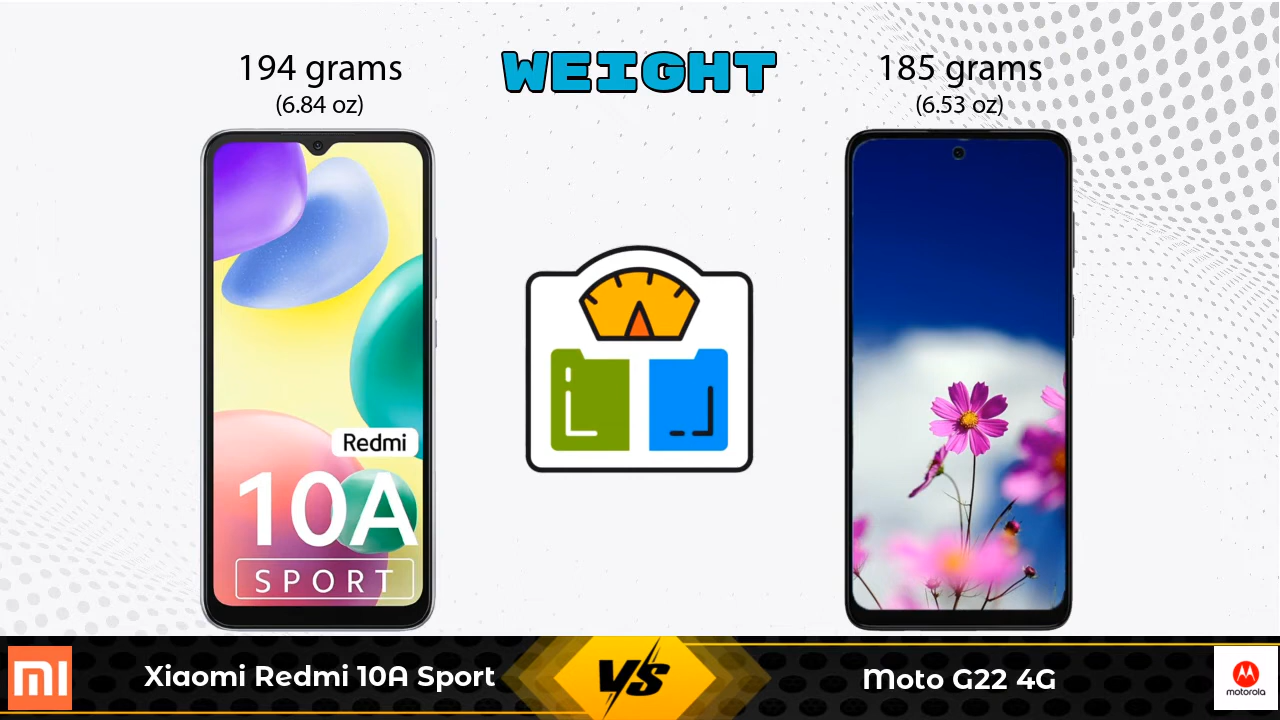 WEIGHT
194 grams
(6.84 oz)
185 grams
(6.53 oz)
Redmi
10A
SPORT
Xiaomi Redmi 10A Sport
VS
Moto G22 4G
motorola